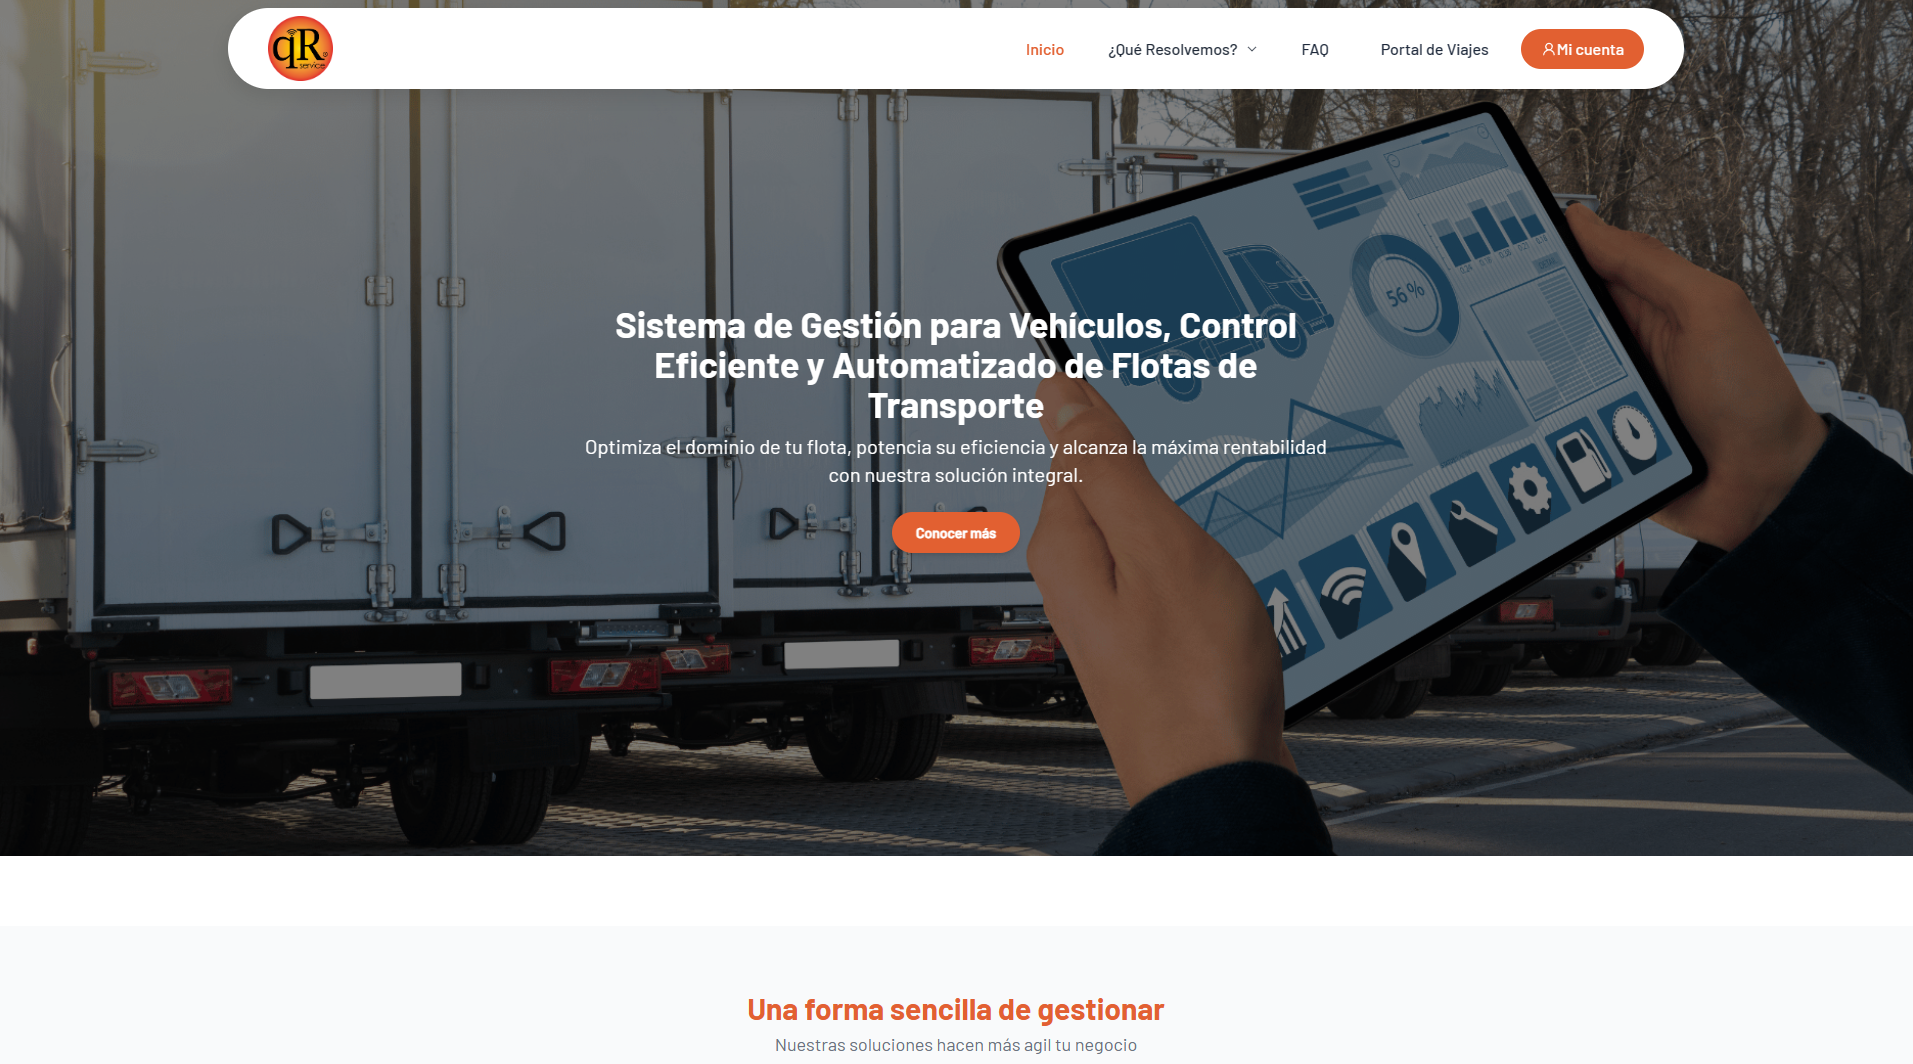 qR
service
Inicio
¿Qué Resolvemos?
FAQ
Portal de Viajes
Mi cuenta
56%
Sistema de Gestión para Vehículos, Control
Eficiente y Automatizado de Flotas de
Transporte
Optimiza el dominio de tu flota, potencia su eficiencia y alcanza la máxima rentabilidad
con nuestra solución integral.
Conocer más
Una forma sencilla de gestionar
Nuestras soluciones hacen más agil tu negocio